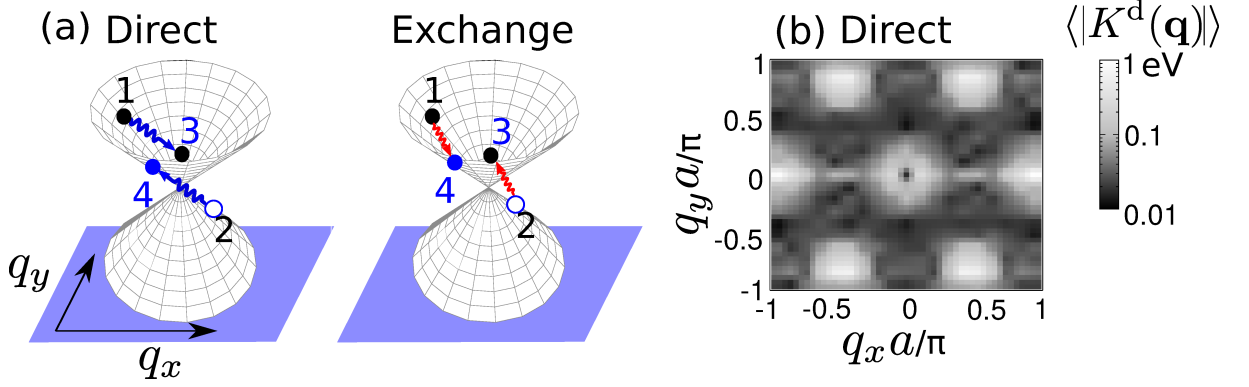 (a) Direct
Exchange
1
3
4
2
1
3
4
2
q_y
q_x
(b) Direct
⟨|K^d(𝐪)|⟩
1 eV
0.1
0.01
q_y a/π
1
0.5
0
-0.5
-1
-1 -0.5 0 0.5 1
q_x a/π